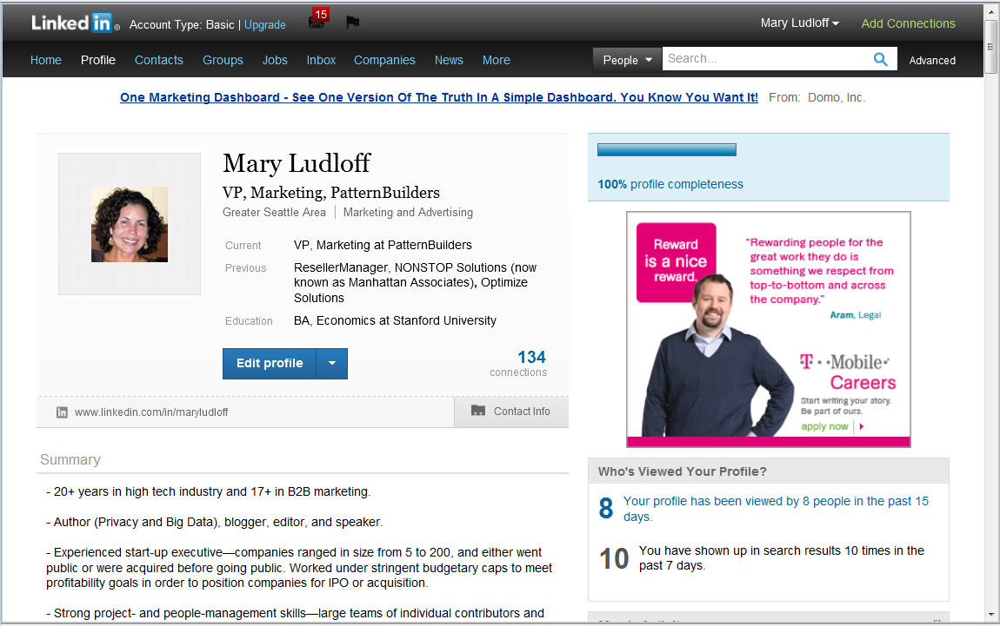 Linked in® Account Type: Basic | Upgrade 15 Mary Ludloff Add Connections
Home Profile Contacts Groups Jobs Inbox Companies News More People Search... Advanced
One Marketing Dashboard - See One Version Of The Truth In A Simple Dashboard. You Know You Want It! From: Domo, Inc.
Mary Ludloff
VP, Marketing, PatternBuilders
Greater Seattle Area | Marketing and Advertising
Current VP, Marketing at PatternBuilders
Previous ResellerManager, NONSTOP Solutions (now
known as Manhattan Associates), Optimize
Solutions
Education BA, Economics at Stanford University
Edit profile
134
connections
in www.linkedin.com/in/maryludloff
Contact Info
Summary
- 20+ years in high tech industry and 17+ in B2B marketing.
- Author (Privacy and Big Data), blogger, editor, and speaker.
- Experienced start-up executive—companies ranged in size from 5 to 200, and either went
public or were acquired before going public. Worked under stringent budgetary caps to meet
profitability goals in order to position companies for IPO or acquisition.
- Strong project- and people-management skills—large teams of individual contributors and
100% profile completeness
Reward
is a nice
reward.
“Rewarding people for the
great work they do is
something we respect from
top-to-bottom and across
the company.”
Aram, Legal
T··Mobile·
Careers
Start writing your story.
Be part of ours.
apply now
Who's Viewed Your Profile?
8 Your profile has been viewed by 8 people in the past 15
days.
10 You have shown up in search results 10 times in the
past 7 days.